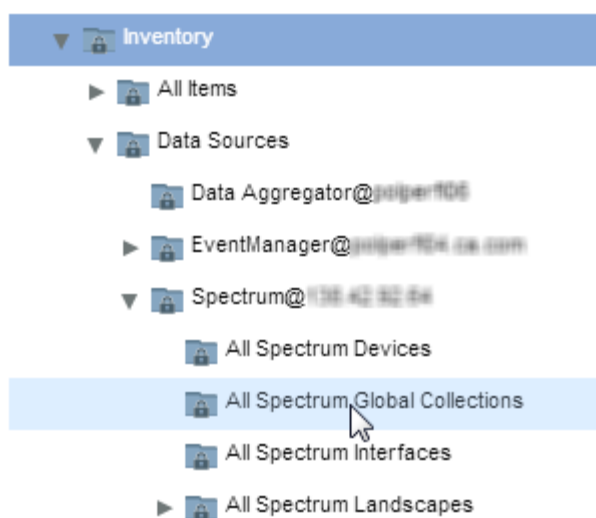 Inventory
All Items
Data Sources
Data Aggregator@
EventManager@
Spectrum@
All Spectrum Devices
All Spectrum Global Collections
All Spectrum Interfaces
All Spectrum Landscapes